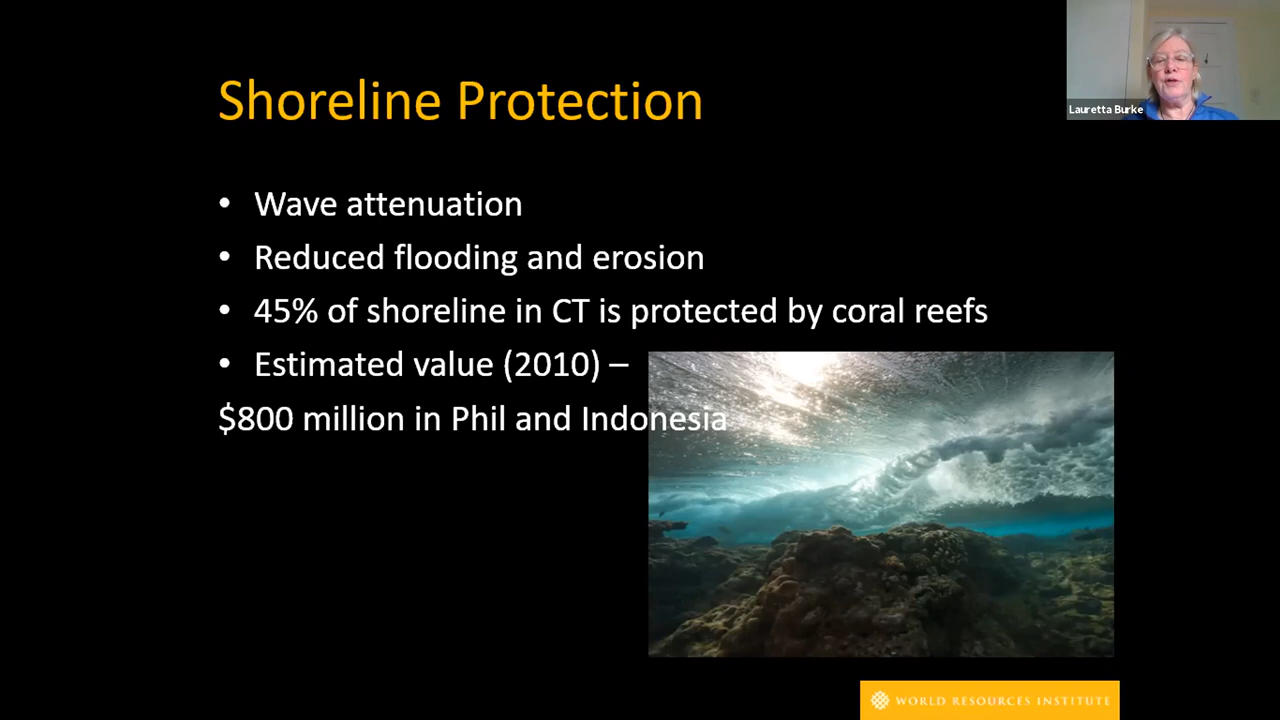 Shoreline Protection
Lauretta Burke
• Wave attenuation
• Reduced flooding and erosion
• 45% of shoreline in CT is protected by coral reefs
• Estimated value (2010) –
$800 million in Phil and Indonesia
WORLD RESOURCES INSTITUTE